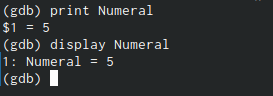 (gdb) print Numeral
$1 = 5
(gdb) display Numeral
1: Numeral = 5
(gdb)